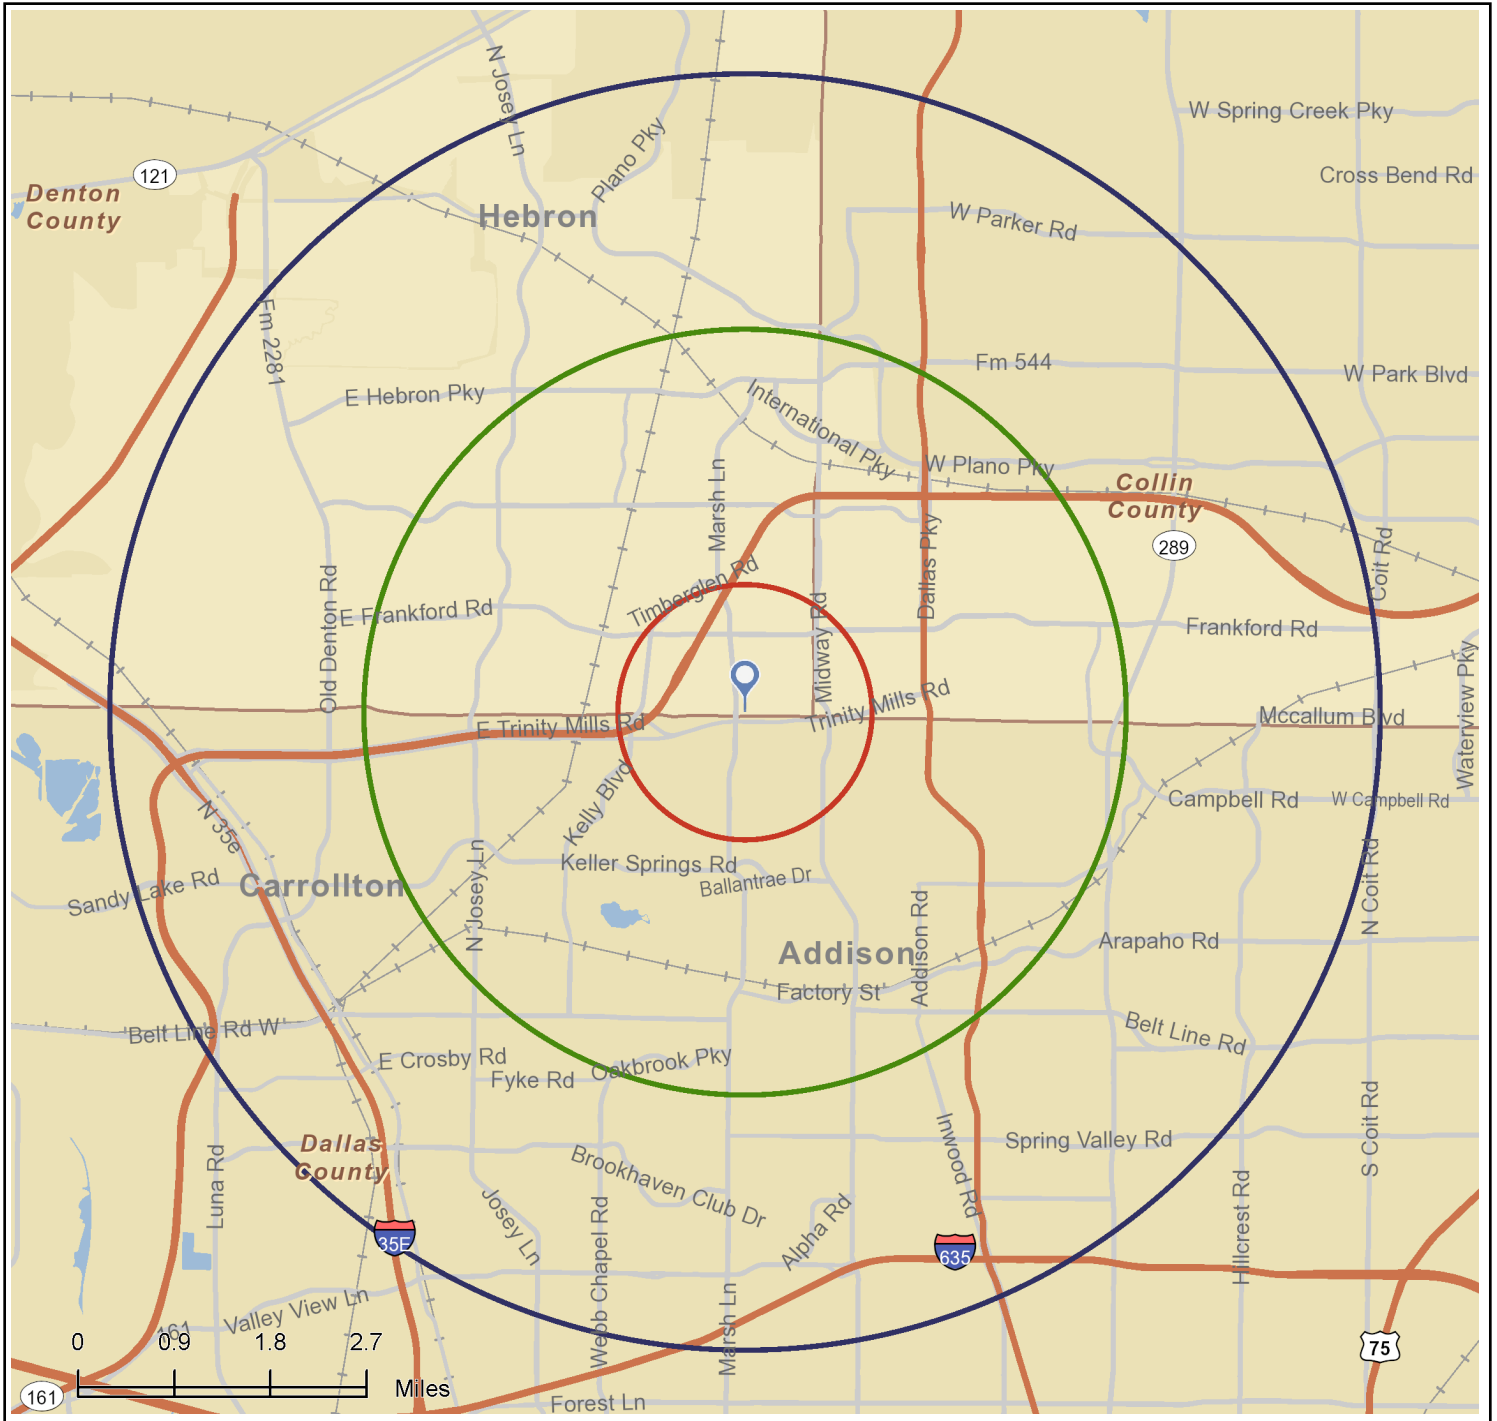 N Josey Ln
Plano Pky
W Spring Creek Pky
121
Cross Bend Rd
Denton
County
Hebron
W Parker Rd
Fm 2281
Fm 544
W Park Blvd
E Hebron Pky
International Pky
W Plano Pky
Marsh Ln
Collin
County
289
Dallas Pky
Coit Rd
Timberglen Rd
Old Denton Rd
E Frankford Rd
Midway Rd
Frankford Rd
Waterview Pky
Trinity Mills Rd
E Trinity Mills Rd
Mccallum Blvd
N 35e
Kelly Blvd
Campbell Rd
W Campbell Rd
Keller Springs Rd
Ballantrae Dr
Sandy Lake Rd
Carrollton
N Josey Ln
N Coit Rd
Addison
Addison Rd
Arapaho Rd
Factory St
Belt Line Rd W
Belt Line Rd
E Crosby Rd
Fyke Rd
Oakbrook Pky
Dallas
County
Luna Rd
Brookhaven Club Dr
Inwood Rd
Spring Valley Rd
S Coit Rd
Josey Ln
35E
Webb Chapel Rd
Alpha Rd
635
Hillcrest Rd
Valley View Ln
161
Marsh Ln
75
0 0.9 1.8 2.7
Miles
161
Forest Ln